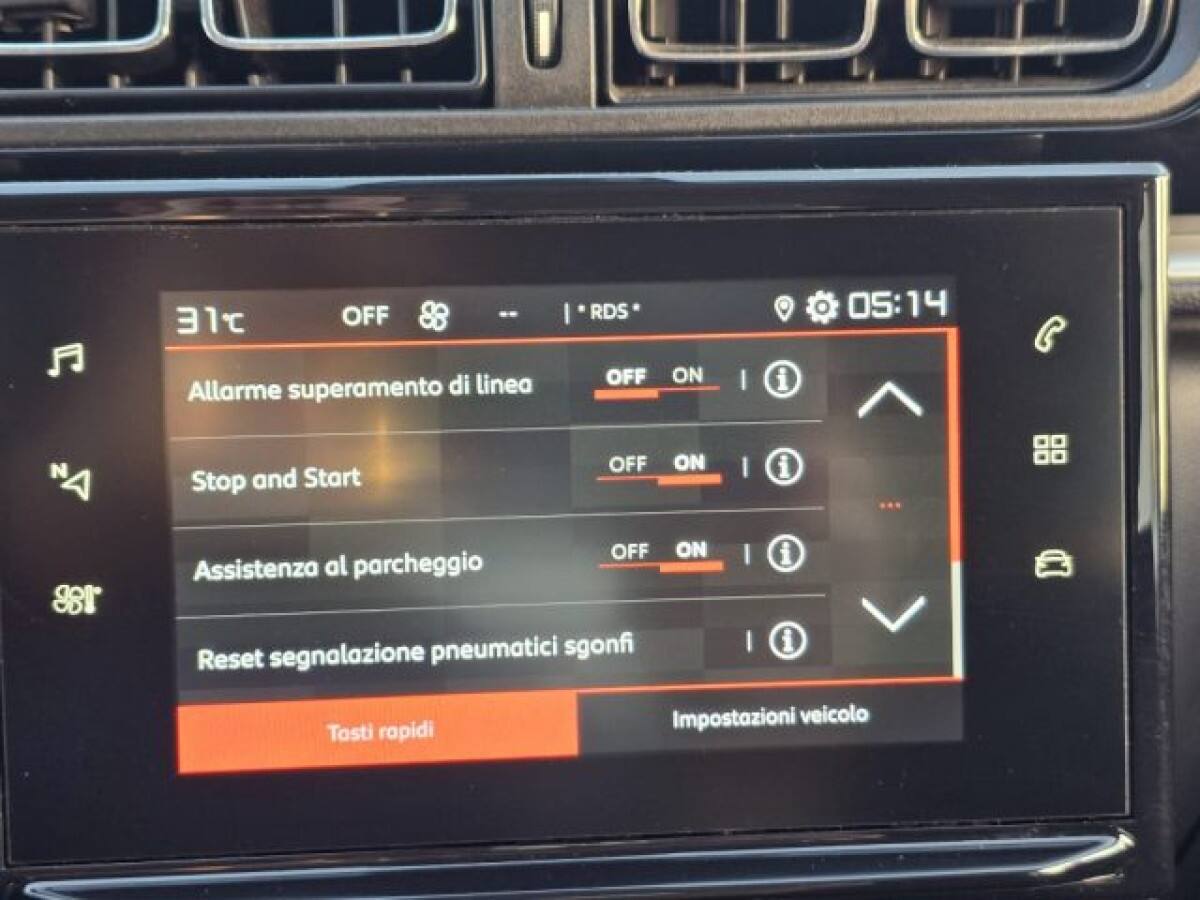 31°C OFF -- | *RDS* 05:14
Allarme superamento di linea OFF ON | i
N
Stop and Start OFF ON | i
Assistenza al parcheggio OFF ON | i
Reset segnalazione pneumatici sgonfi | i
Tasti rapidi Impostazioni veicolo